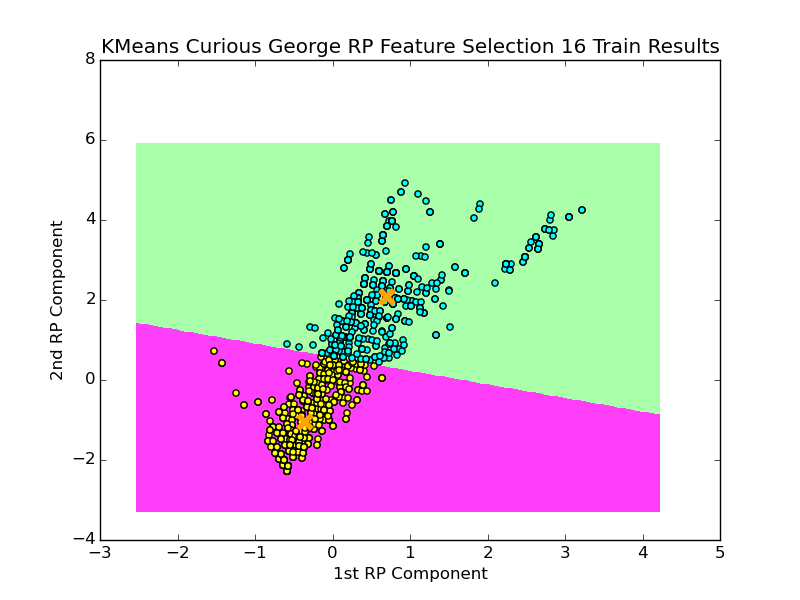 KMeans Curious George RP Feature Selection 16 Train Results
8
6
4
2
0
−2
−4
2nd RP Component
−3 −2 −1 0 1 2 3 4 5
1st RP Component